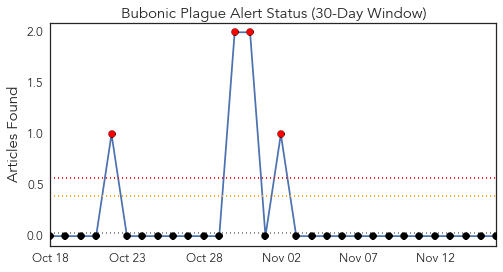 Bubonic Plague Alert Status (30-Day Window)
Articles Found
2.0
1.5
1.0
0.5
0.0
Oct 18 Oct 23 Oct 28 Nov 02 Nov 07 Nov 12